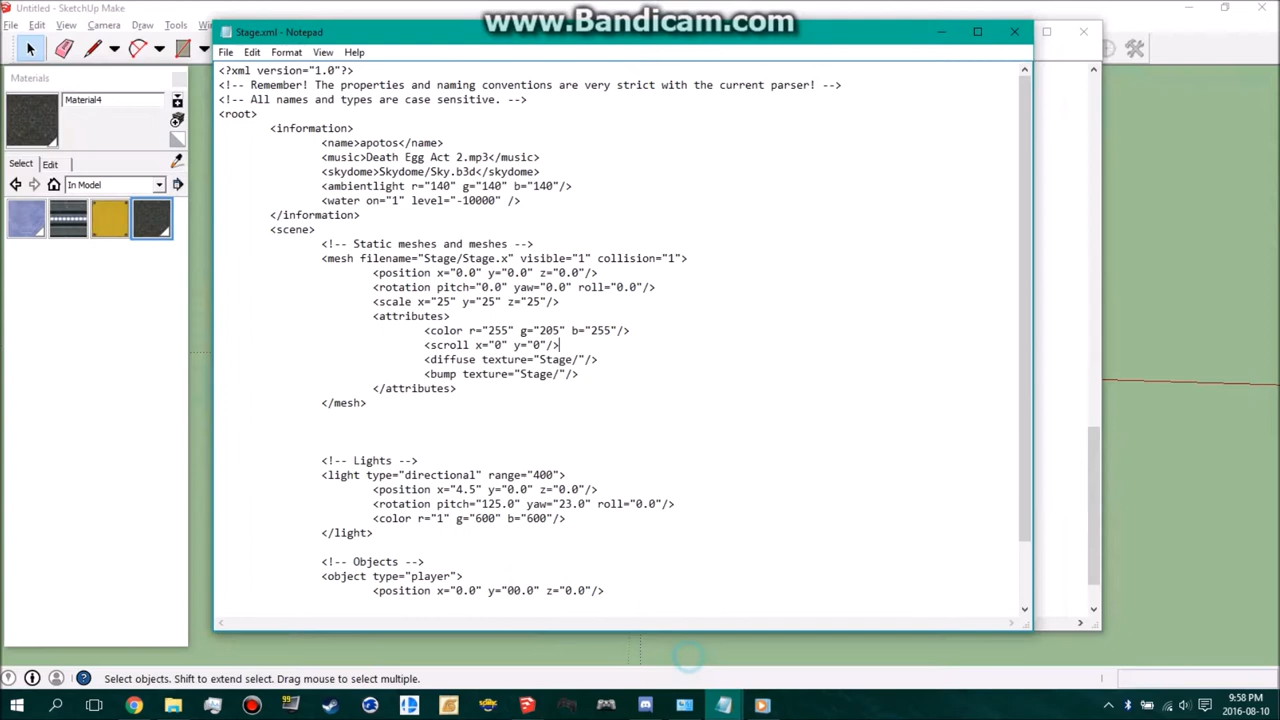 Untitled - SketchUp Make
www.Bandicam.com
File Edit View Camera Draw Tools
Materials
Material4
Select Edit
In Model
Stage.xml - Notepad
File Edit Format View Help
<?xml version="1.0"?>
<!-- Remember! The properties and naming conventions are very strict with the current parser! -->
<!-- All names and types are case sensitive. -->
<root>
<information>
<name>apotos</name>
<music>Death Egg Act 2.mp3</music>
<skydome>Skydome/Sky.b3d</skydome>
<ambientlight r="140" g="140" b="140"/>
<water on="1" level="-10000" />
</information>
<scene>
<!-- Static meshes and meshes -->
<mesh filename="Stage/Stage.x" visible="1" collision="1">
<position x="0.0" y="0.0" z="0.0"/>
<rotation pitch="0.0" yaw="0.0" roll="0.0"/>
<scale x="25" y="25" z="25"/>
<attributes>
<color r="255" g="205" b="255"/>
<scroll x="0" y="0"/>
<diffuse texture="Stage/"/>
<bump texture="Stage/"/>
</attributes>
</mesh>
<!-- Lights -->
<light type="directional" range="400">
<position x="4.5" y="0.0" z="0.0"/>
<rotation pitch="125.0" yaw="23.0" roll="0.0"/>
<color r="1" g="600" b="600"/>
</light>
<!-- Objects -->
<object type="player">
<position x="0.0" y="00.0" z="0.0"/>
Select objects. Shift to extend select. Drag mouse to select multiple.
9:58 PM
2016-08-10